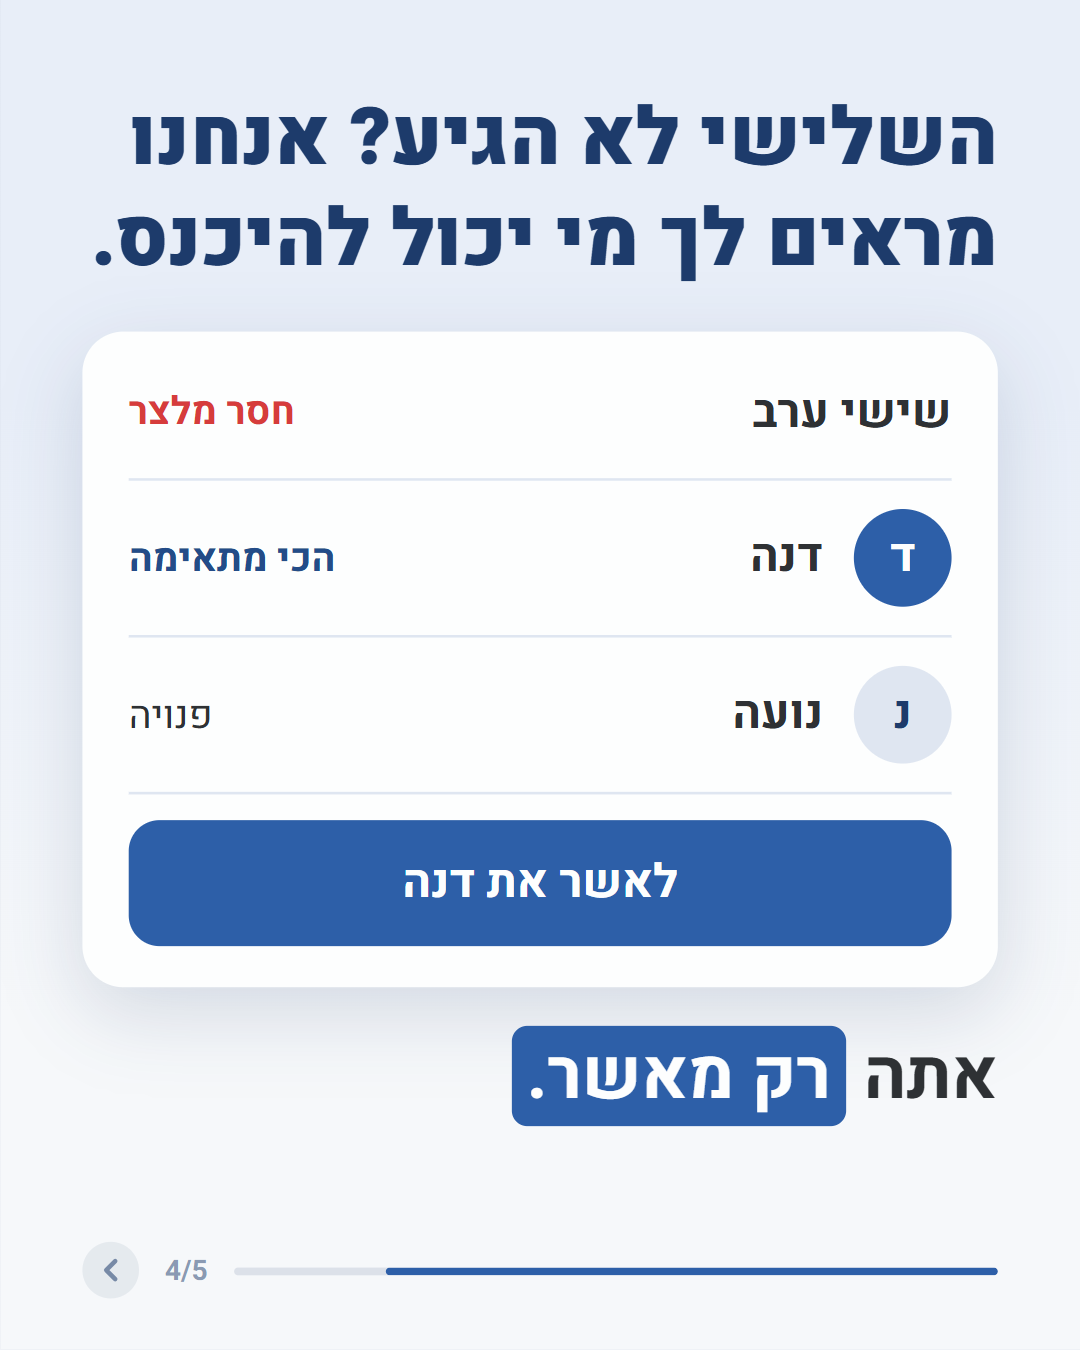 השלישי לא הגיע? אנחנו
מראים לך מי יכול להיכנס.
שישי ערב
חסר מלצר
ד
דנה
הכי מתאימה
נ
נועה
פנויה
לאשר את דנה
אתה רק מאשר.
4/5